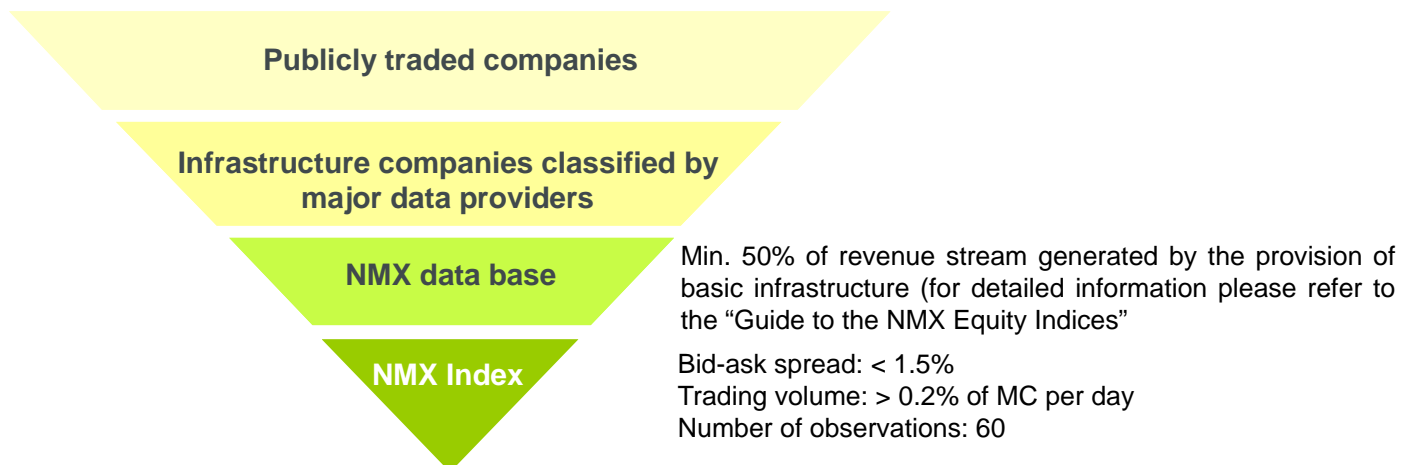 Publicly traded companies
Infrastructure companies classified by
major data providers
NMX data base
Min. 50% of revenue stream generated by the provision of
basic infrastructure (for detailed information please refer to
the “Guide to the NMX Equity Indices”
NMX Index
Bid-ask spread: < 1.5%
Trading volume: > 0.2% of MC per day
Number of observations: 60